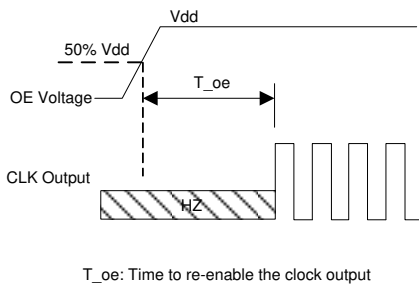 Vdd
50% Vdd
T_oe
OE Voltage
CLK Output
HZ
T_oe: Time to re-enable the clock output